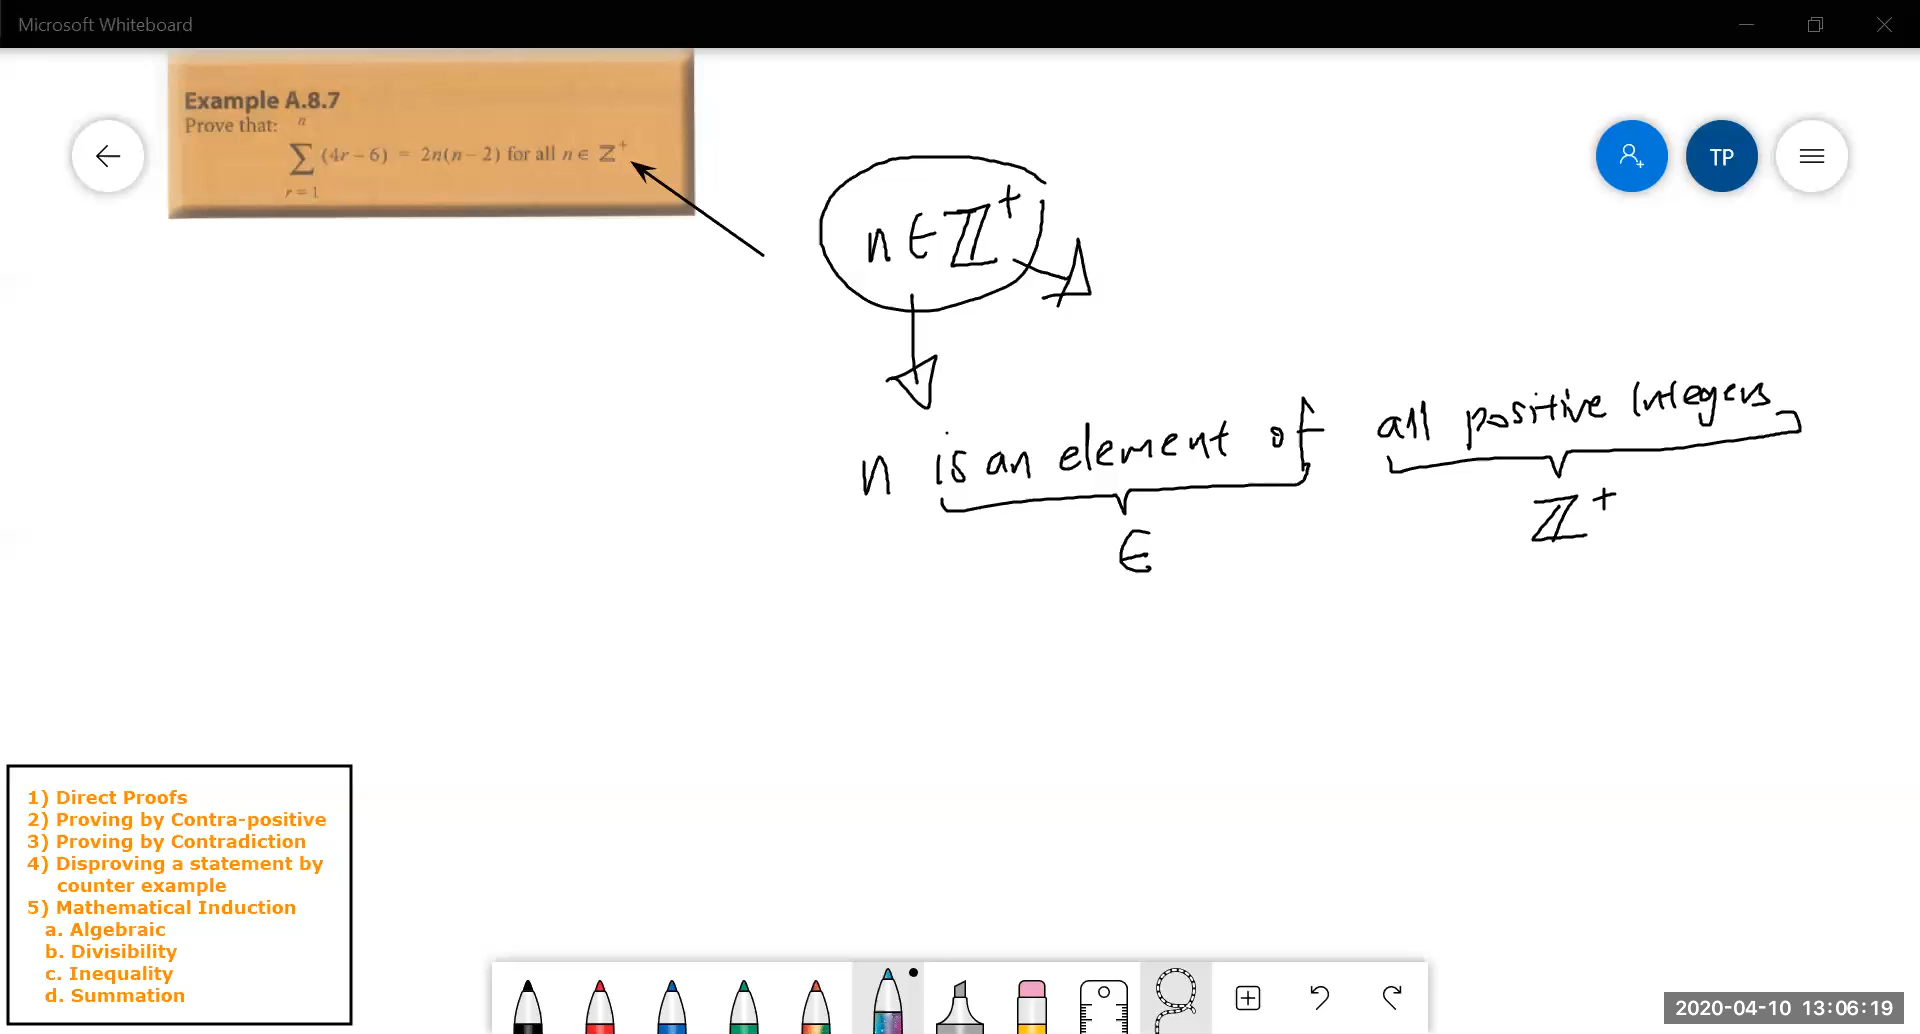 Microsoft Whiteboard
Example A.8.7
Prove that:
n
∑ (4r − 6) = 2n(n − 2) for all n ∈ ℤ⁺
r = 1
TP
n ∈ ℤ⁺
n is an element of all positive integers
∈ ℤ⁺
1) Direct Proofs
2) Proving by Contra-positive
3) Proving by Contradiction
4) Disproving a statement by
counter example
5) Mathematical Induction
a. Algebraic
b. Divisibility
c. Inequality
d. Summation
2020-04-10 13:06:19